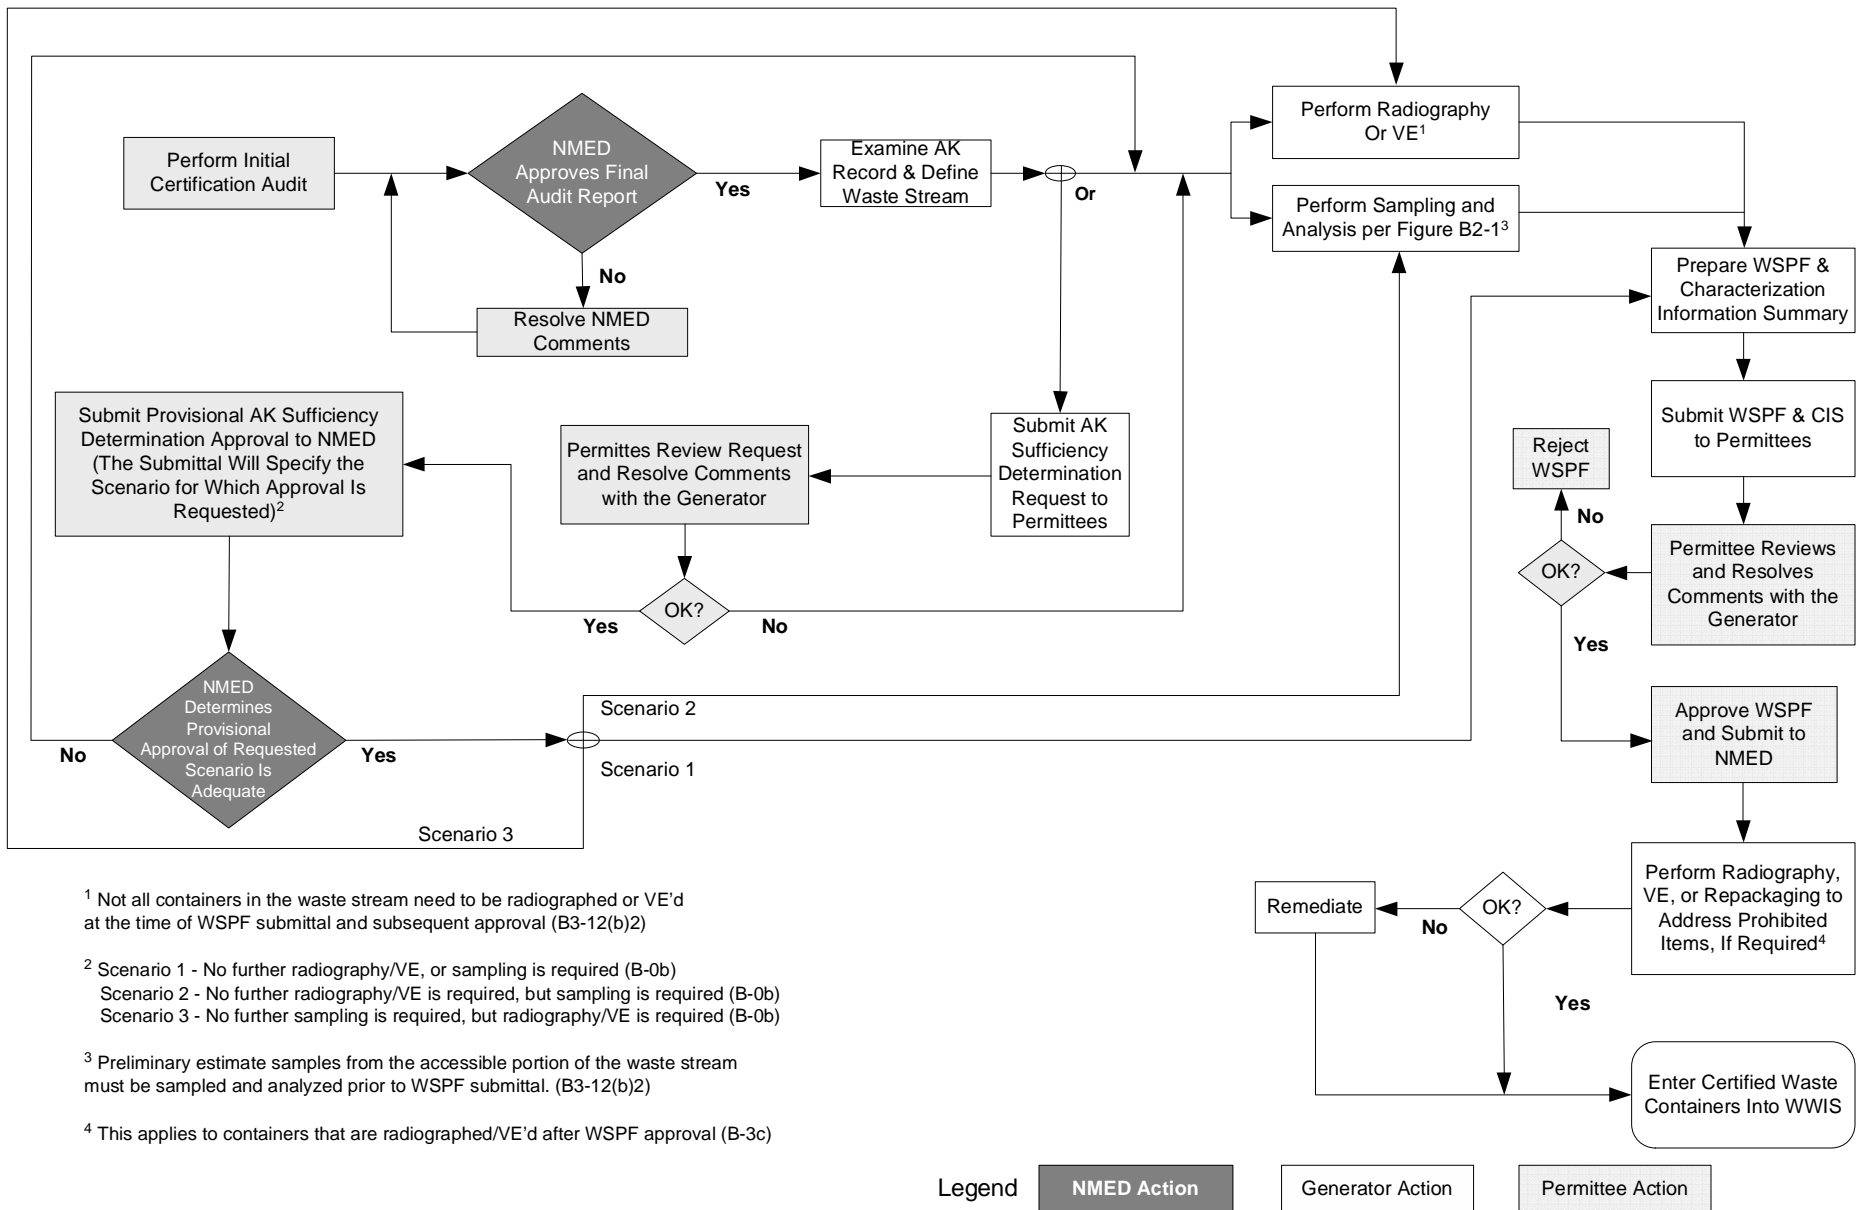 Perform Initial
Certification Audit
NMED
Approves Final
Audit Report
Yes
No
Resolve NMED
Comments
Examine AK
Record & Define
Waste Stream
Or
Perform Radiography
Or VE1
Perform Sampling and
Analysis per Figure B2-13
Prepare WSPF &
Characterization
Information Summary
Submit WSPF & CIS
to Permittees
Permittee Reviews
and Resolves
Comments with the
Generator
OK?
No
Reject
WSPF
Yes
Approve WSPF
and Submit to
NMED
Perform Radiography,
VE, or Repackaging to
Address Prohibited
Items, If Required4
OK?
No
Remediate
Yes
Enter Certified Waste
Containers Into WWIS
Submit AK
Sufficiency
Determination
Request to
Permittees
Permittes Review Request
and Resolve Comments
with the Generator
OK?
Yes
No
Submit Provisional AK Sufficiency
Determination Approval to NMED
(The Submittal Will Specify the
Scenario for Which Approval Is
Requested)2
NMED
Determines
Provisional
Approval of Requested
Scenario Is
Adequate
No
Yes
Scenario 2
Scenario 1
Scenario 3
1 Not all containers in the waste stream need to be radiographed or VE’d
at the time of WSPF submittal and subsequent approval (B3-12(b)2)
2 Scenario 1 - No further radiography/VE, or sampling is required (B-0b)
Scenario 2 - No further radiography/VE is required, but sampling is required (B-0b)
Scenario 3 - No further sampling is required, but radiography/VE is required (B-0b)
3 Preliminary estimate samples from the accessible portion of the waste stream
must be sampled and analyzed prior to WSPF submittal. (B3-12(b)2)
4 This applies to containers that are radiographed/VE’d after WSPF approval (B-3c)
Legend
NMED Action
Generator Action
Permittee Action